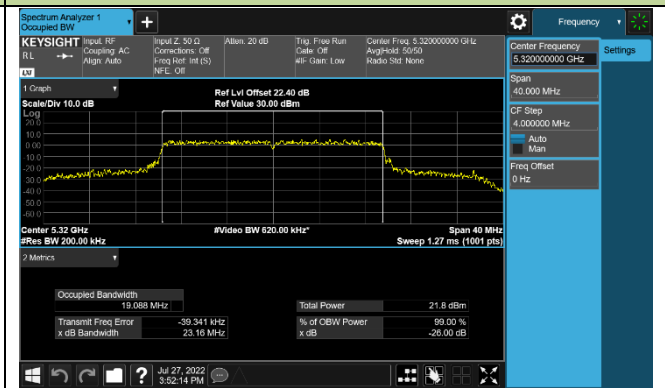 Spectrum Analyzer 1
Occupied BW
Frequency
KEYSIGHT
RL
LXI
Input: RF
Coupling: AC
Align: Auto
Input Z: 50 Ω
Corrections: Off
Freq Ref: Int (S)
NFE: Off
Atten: 20 dB
Trig: Free Run
Gate: Off
#IF Gain: Low
Center Freq: 5.320000000 GHz
Avg|Hold: 50/50
Radio Std: None
Center Frequency
5.320000000 GHz
Settings
Span
40.000 MHz
CF Step
4.000000 MHz
Auto
Man
Freq Offset
0 Hz
1 Graph
Scale/Div 10.0 dB
Ref Lvl Offset 22.40 dB
Ref Value 30.00 dBm
Log
20.0
10.0
0.00
-10.0
-20.0
-30.0
-40.0
-50.0
-60.0
Center 5.32 GHz
#Video BW 620.00 kHz*
Span 40 MHz
#Res BW 200.00 kHz
Sweep 1.27 ms (1001 pts)
2 Metrics
Occupied Bandwidth
19.088 MHz
Total Power
21.8 dBm
Transmit Freq Error
-39.341 kHz
% of OBW Power
99.00 %
x dB Bandwidth
23.16 MHz
x dB
-26.00 dB
Jul 27, 2022
3:52:14 PM